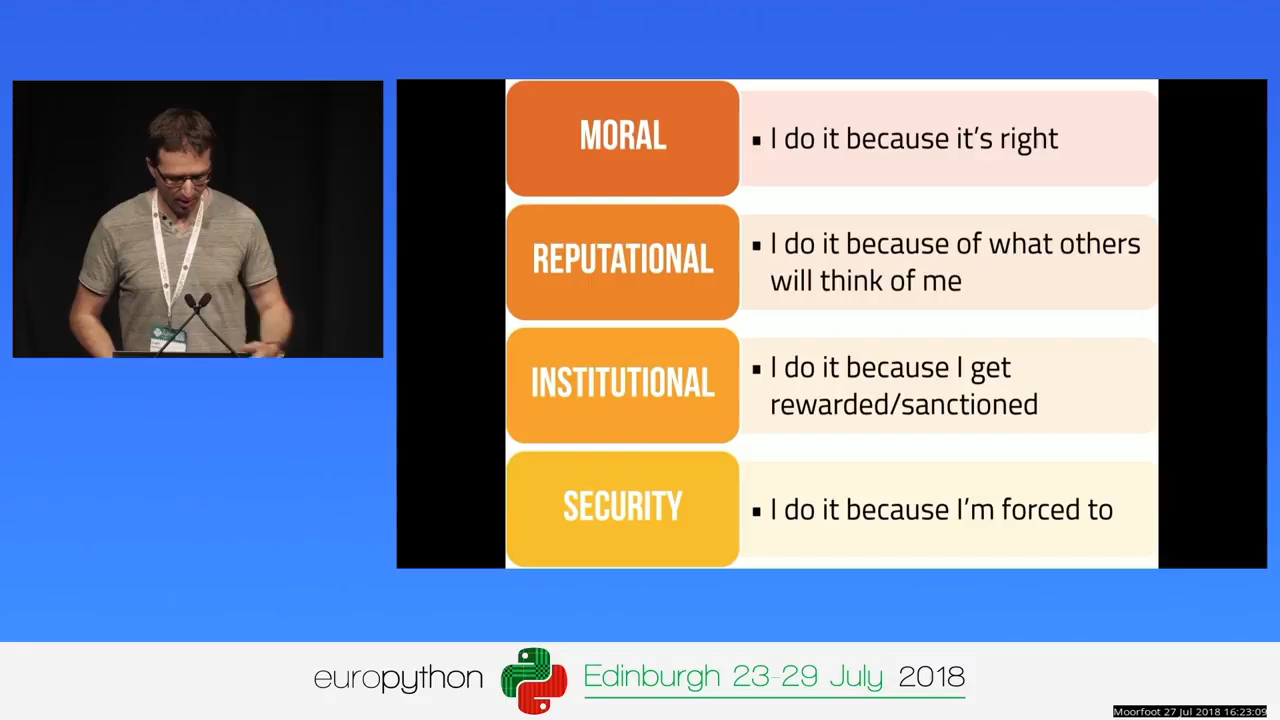 MORAL
▪ I do it because it's right
REPUTATIONAL
▪ I do it because of what others
will think of me
INSTITUTIONAL
▪ I do it because I get
rewarded/sanctioned
SECURITY
▪ I do it because I'm forced to
europython
Edinburgh 23-29 July 2018
Moorfoot 27 Jul 2018 16:23:09